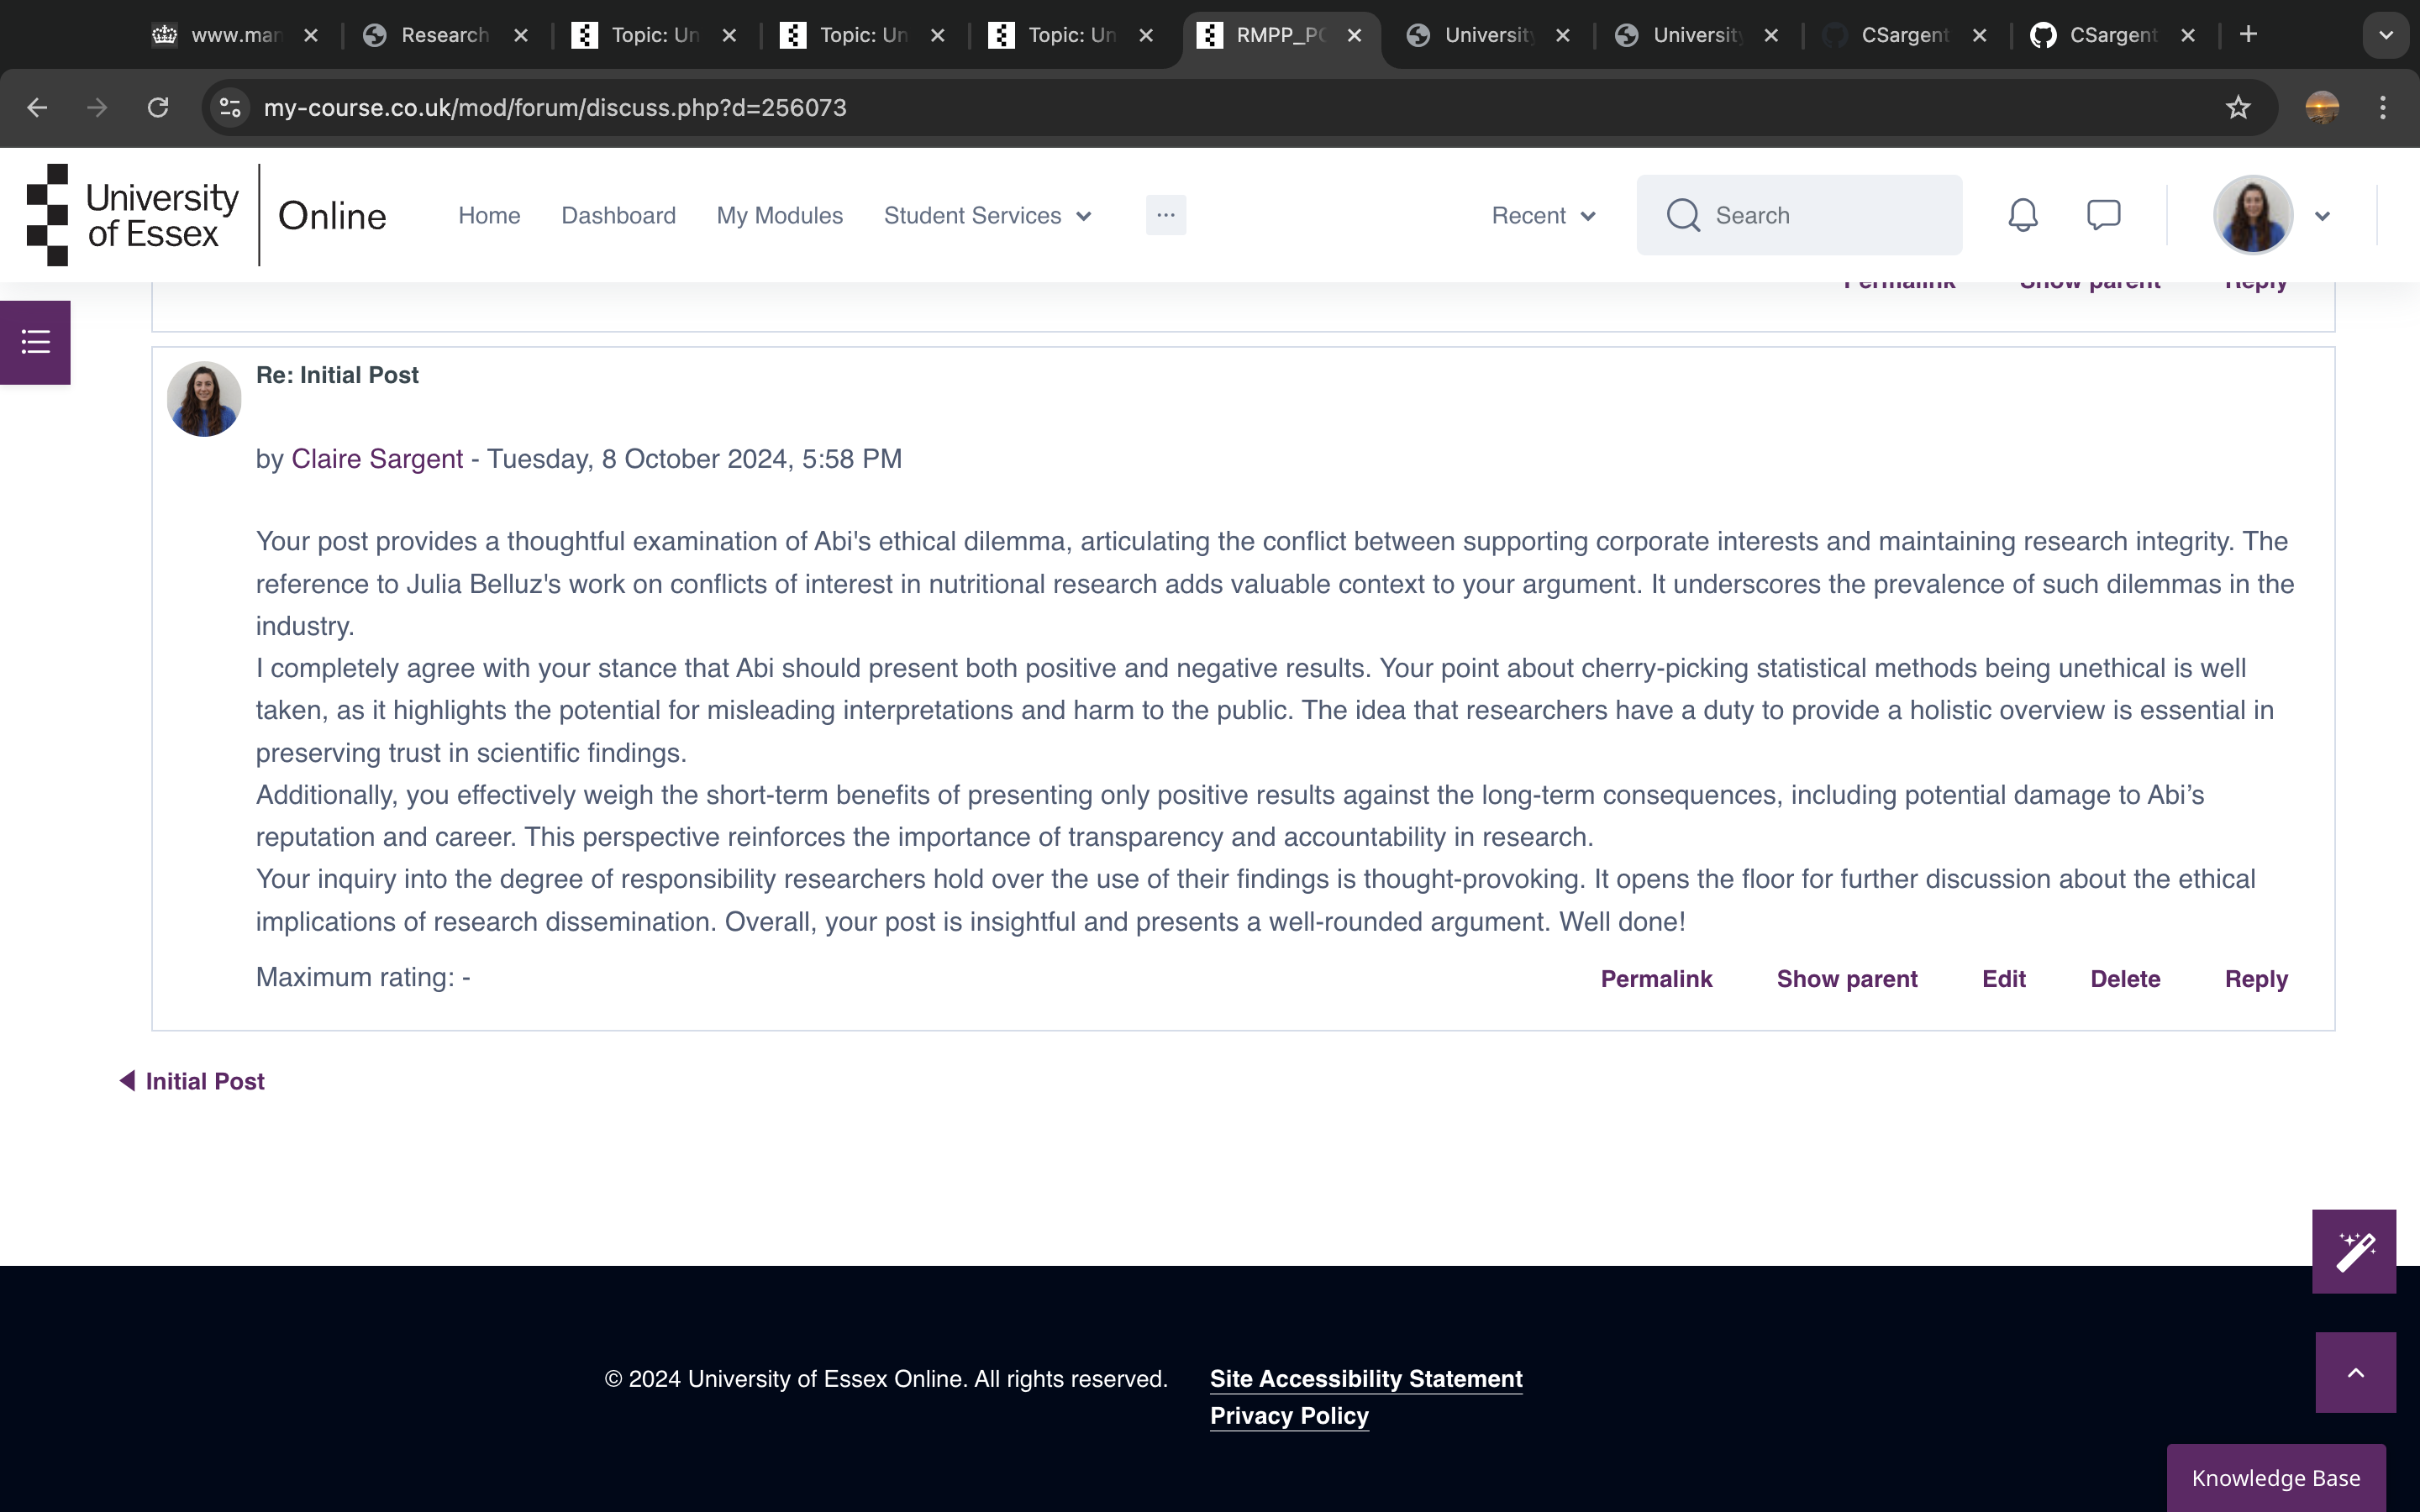 www.man
Research
Topic: Un
Topic: Un
Topic: Un
RMPP_PC
University
University
CSargent
CSargent
my-course.co.uk/mod/forum/discuss.php?d=256073
University of Essex
Online
Home
Dashboard
My Modules
Student Services
Recent
Search
Permalink
Show parent
Reply
Re: Initial Post
by Claire Sargent - Tuesday, 8 October 2024, 5:58 PM
Your post provides a thoughtful examination of Abi's ethical dilemma, articulating the conflict between supporting corporate interests and maintaining research integrity. The
reference to Julia Belluz's work on conflicts of interest in nutritional research adds valuable context to your argument. It underscores the prevalence of such dilemmas in the
industry.
I completely agree with your stance that Abi should present both positive and negative results. Your point about cherry-picking statistical methods being unethical is well
taken, as it highlights the potential for misleading interpretations and harm to the public. The idea that researchers have a duty to provide a holistic overview is essential in
preserving trust in scientific findings.
Additionally, you effectively weigh the short-term benefits of presenting only positive results against the long-term consequences, including potential damage to Abi’s
reputation and career. This perspective reinforces the importance of transparency and accountability in research.
Your inquiry into the degree of responsibility researchers hold over the use of their findings is thought-provoking. It opens the floor for further discussion about the ethical
implications of research dissemination. Overall, your post is insightful and presents a well-rounded argument. Well done!
Maximum rating: -
Permalink
Show parent
Edit
Delete
Reply
Initial Post
© 2024 University of Essex Online. All rights reserved.
Site Accessibility Statement
Privacy Policy
Knowledge Base